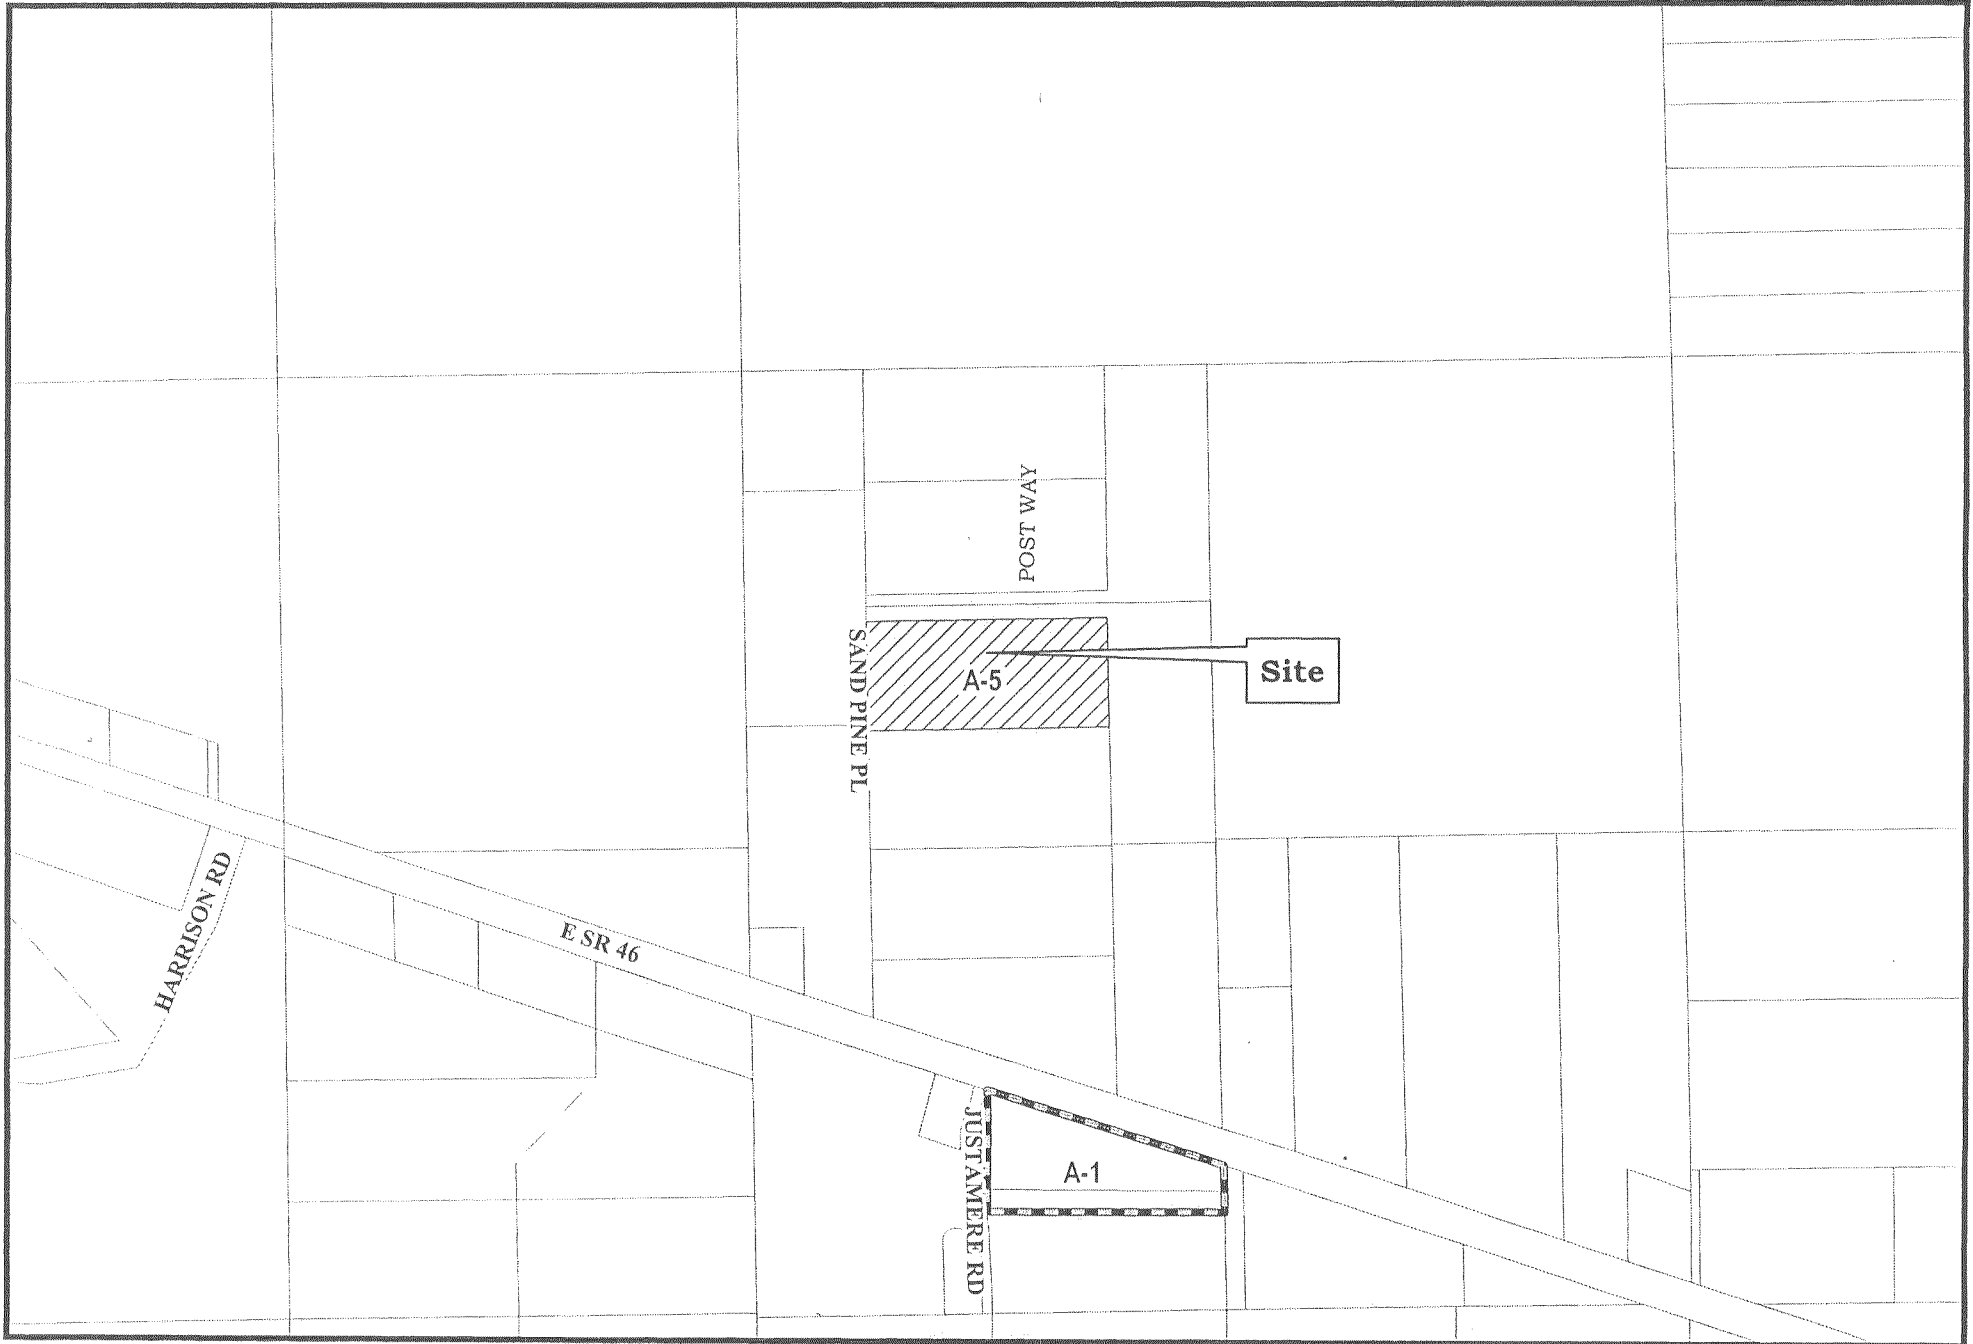 POST WAY
SAND PINE PL
A-5
Site
HARRISON RD
E SR 46
JUSTAMERE RD
A-1